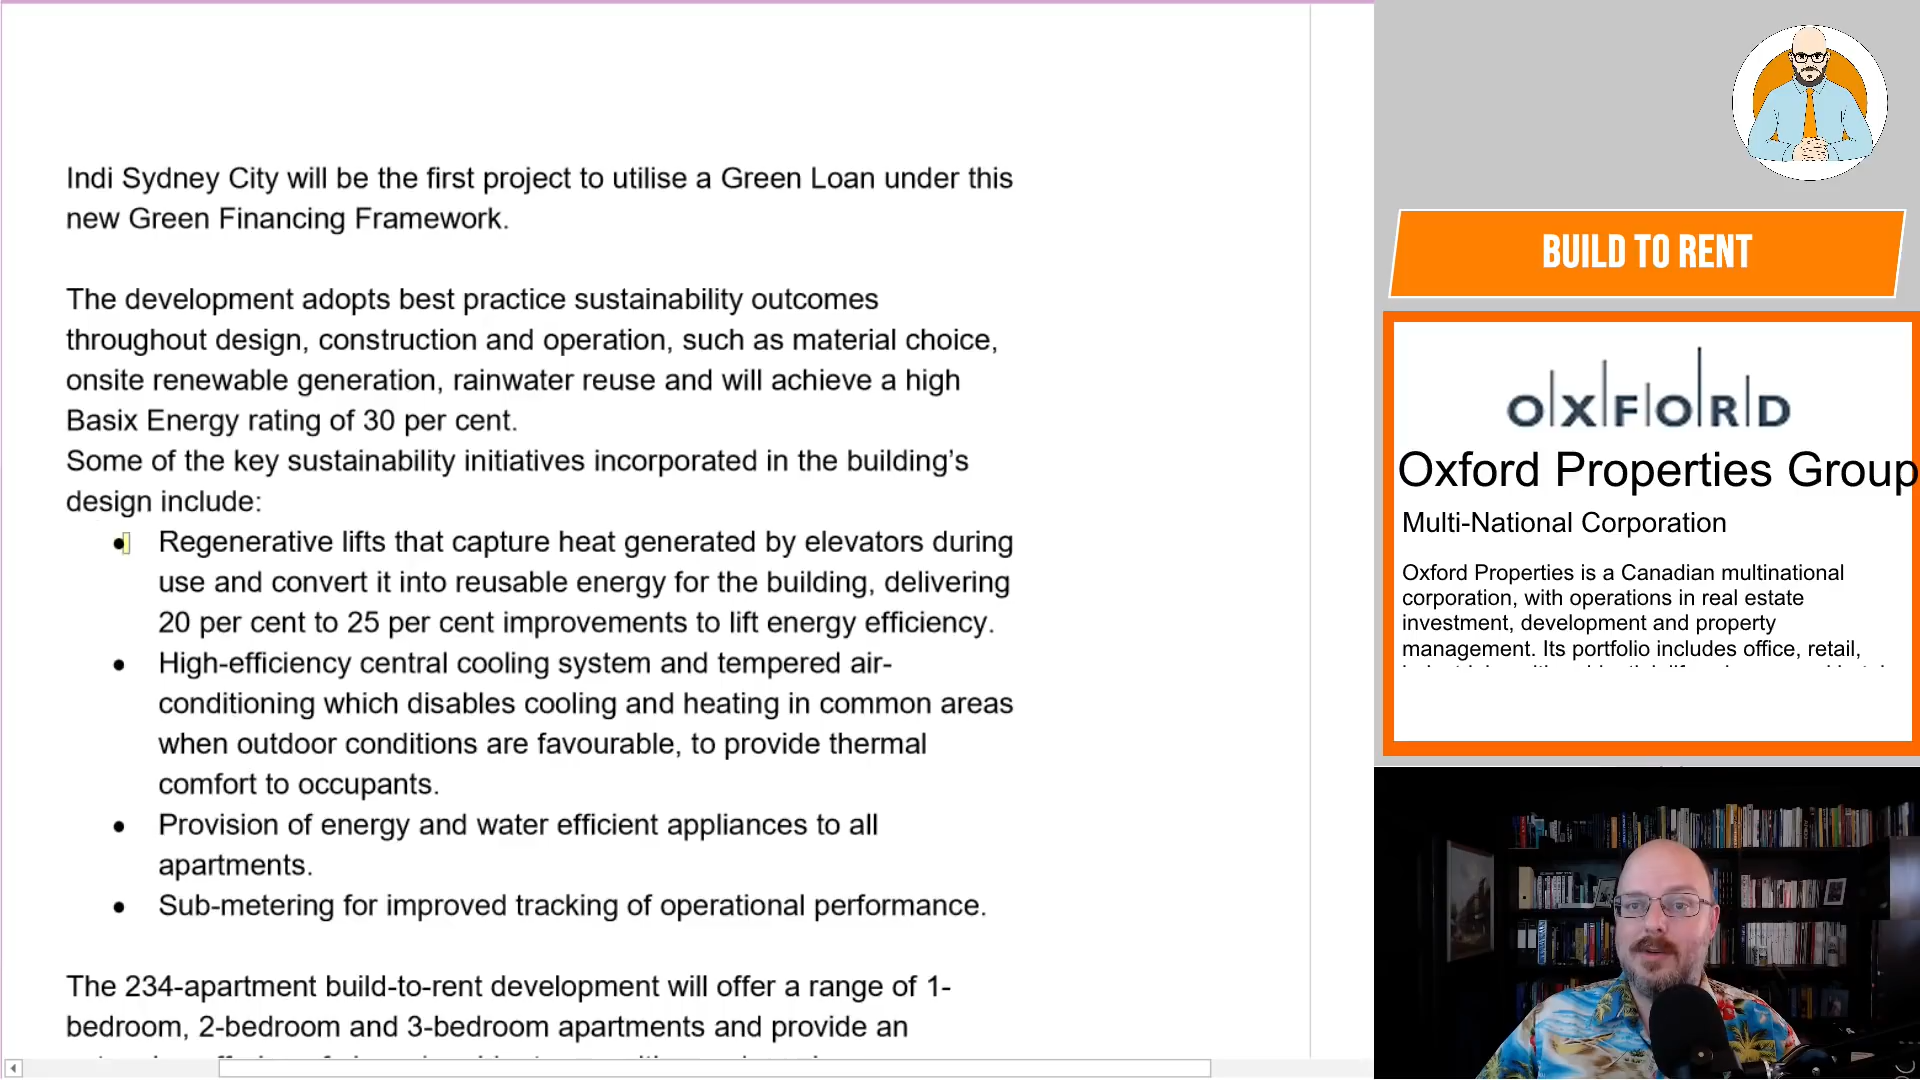 Indi Sydney City will be the first project to utilise a Green Loan under this
new Green Financing Framework.
The development adopts best practice sustainability outcomes
throughout design, construction and operation, such as material choice,
onsite renewable generation, rainwater reuse and will achieve a high
Basix Energy rating of 30 per cent.
Some of the key sustainability initiatives incorporated in the building’s
design include:
● Regenerative lifts that capture heat generated by elevators during
use and convert it into reusable energy for the building, delivering
20 per cent to 25 per cent improvements to lift energy efficiency.
● High-efficiency central cooling system and tempered air-
conditioning which disables cooling and heating in common areas
when outdoor conditions are favourable, to provide thermal
comfort to occupants.
● Provision of energy and water efficient appliances to all
apartments.
● Sub-metering for improved tracking of operational performance.
The 234-apartment build-to-rent development will offer a range of 1-
bedroom, 2-bedroom and 3-bedroom apartments and provide an
BUILD TO RENT
OXFORD
Oxford Properties Group
Multi-National Corporation
Oxford Properties is a Canadian multinational
corporation, with operations in real estate
investment, development and property
management. Its portfolio includes office, retail,